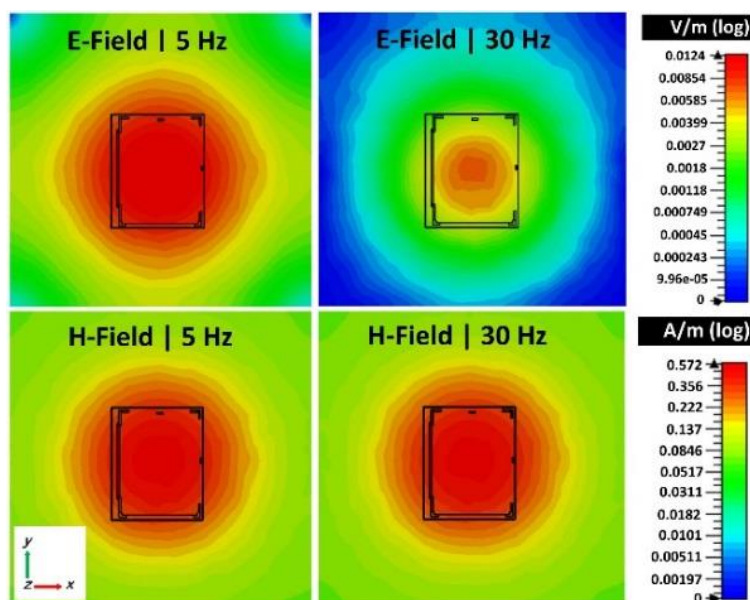 E-Field | 5 Hz
E-Field | 30 Hz
V/m (log)
0.0124
0.00854
0.00585
0.00399
0.0027
0.0018
0.00118
0.000749
0.00045
0.000243
9.96e-05
0
H-Field | 5 Hz
H-Field | 30 Hz
A/m (log)
0.572
0.356
0.222
0.137
0.0846
0.0517
0.0311
0.0182
0.0101
0.00511
0.00197
0
y
z
x